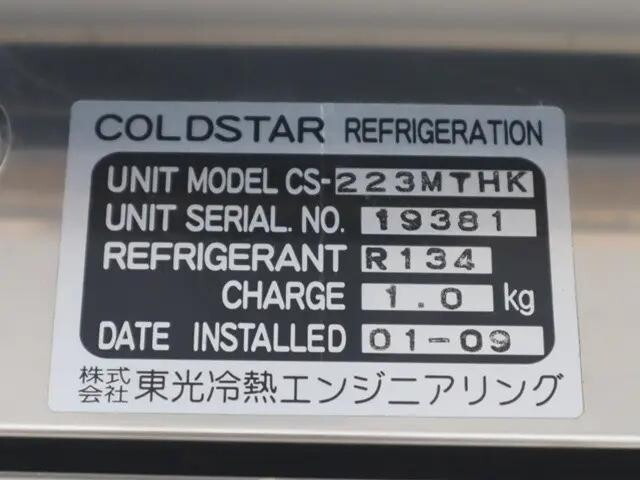 COLDSTAR REFRIGERATION
UNIT MODEL CS-223MTHK
UNIT SERIAL. NO. 19381
REFRIGERANT R134
CHARGE 1.0 kg
DATE INSTALLED 01-09
株式会社 東光冷熱エンジニアリング